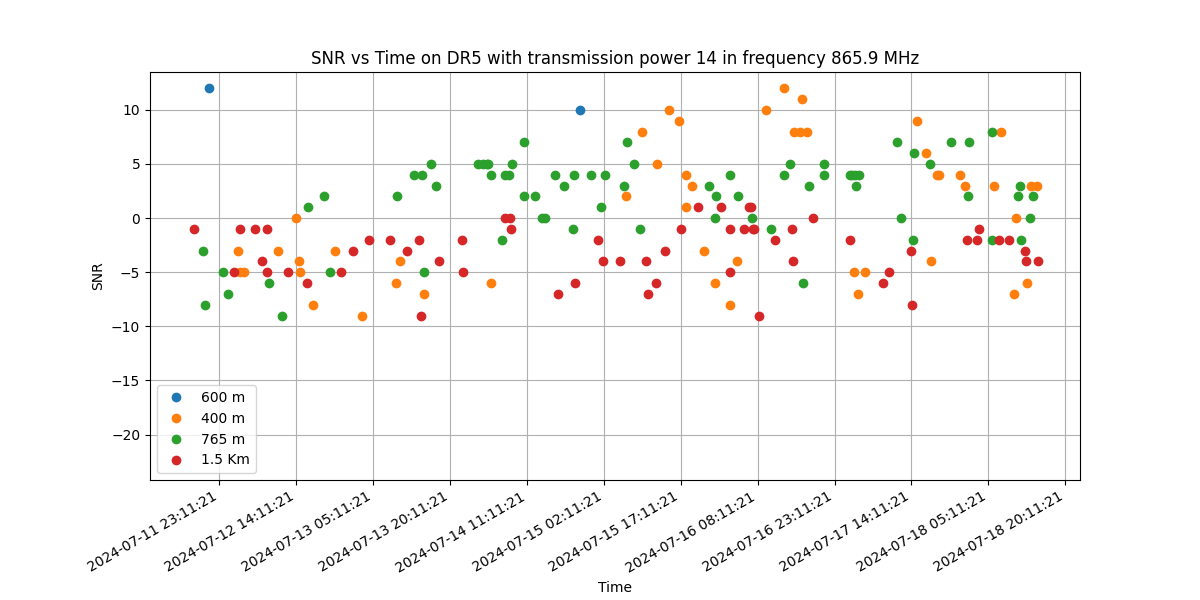 SNR vs Time on DR5 with transmission power 14 in frequency 865.9 MHz
10
5
0
−5
−10
−15
−20
SNR
600 m
400 m
765 m
1.5 Km
2024-07-11 23:11:21
2024-07-12 14:11:21
2024-07-13 05:11:21
2024-07-13 20:11:21
2024-07-14 11:11:21
2024-07-15 02:11:21
2024-07-15 17:11:21
2024-07-16 08:11:21
2024-07-16 23:11:21
2024-07-17 14:11:21
2024-07-18 05:11:21
2024-07-18 20:11:21
Time